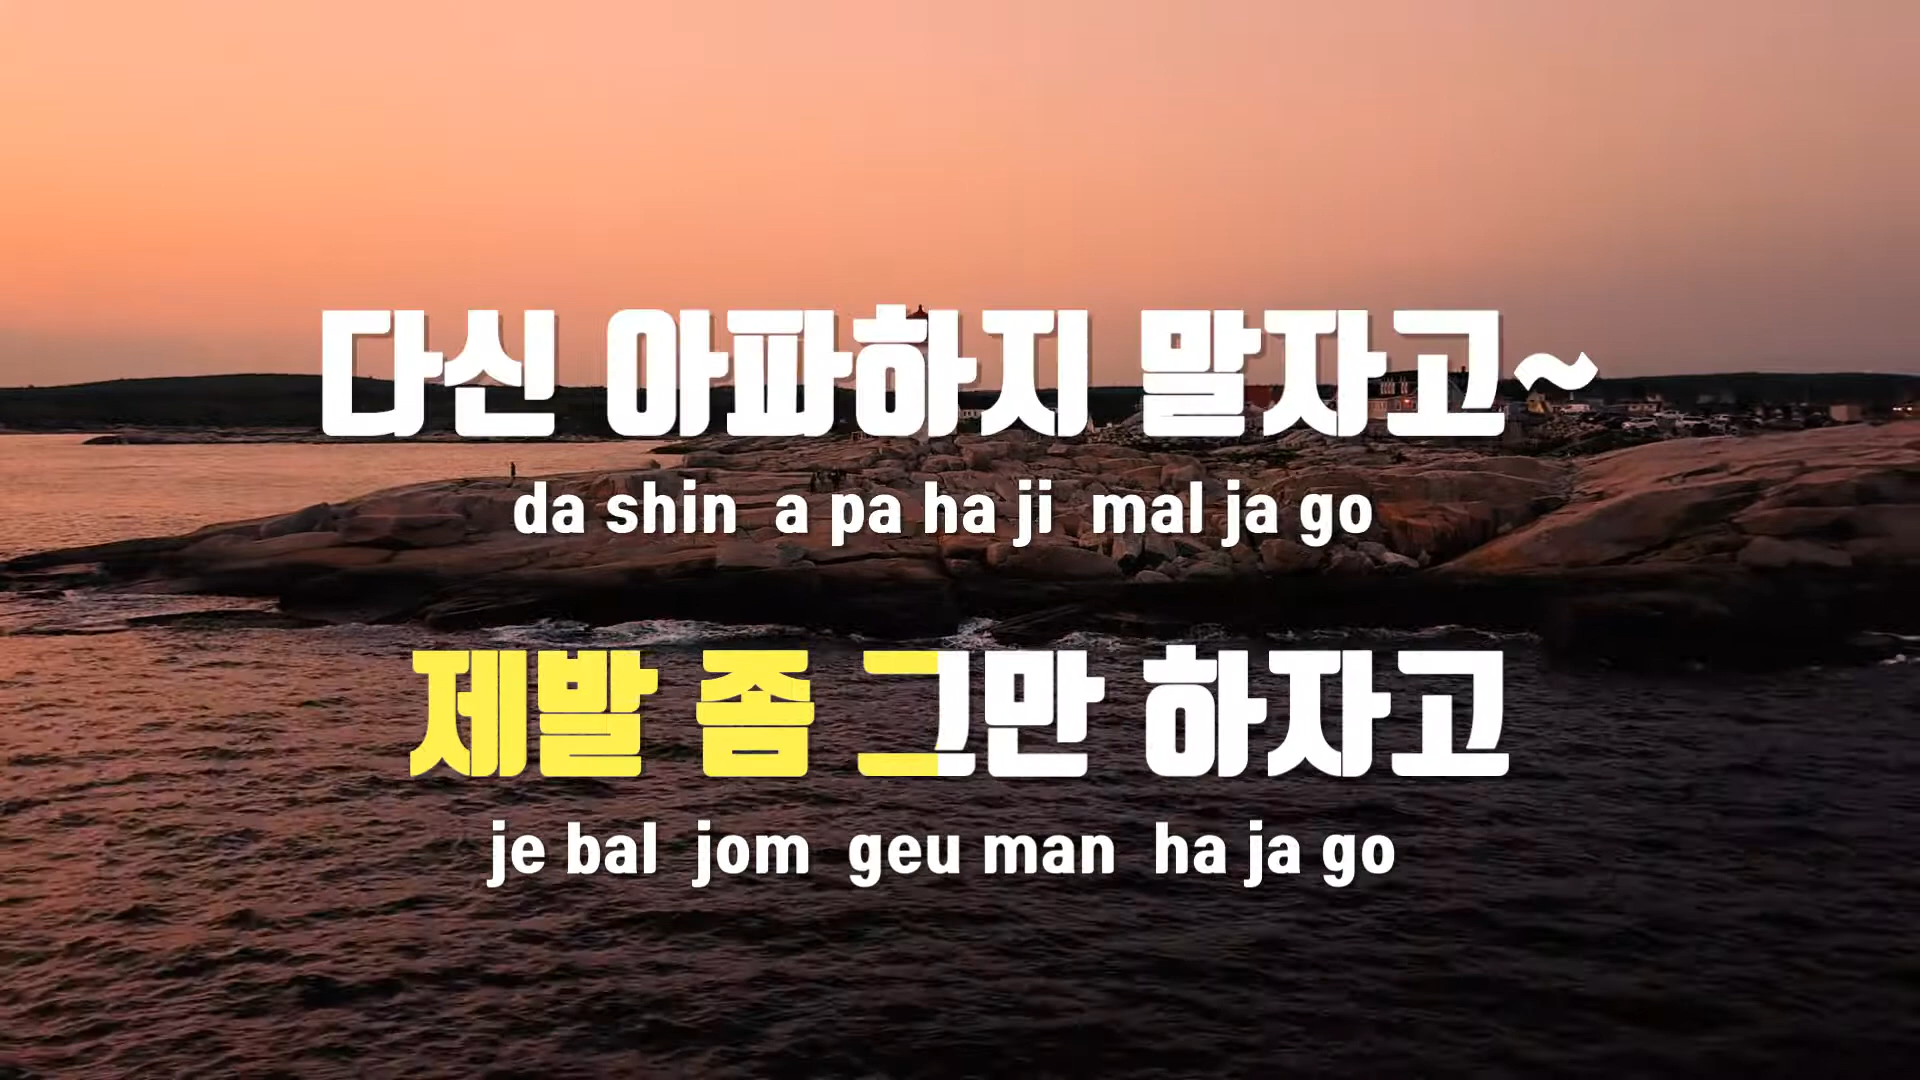 다신 아파하지 말자고~
da shin a pa ha ji mal ja go
제발 좀 그만 하자고
je bal jom geu man ha ja go